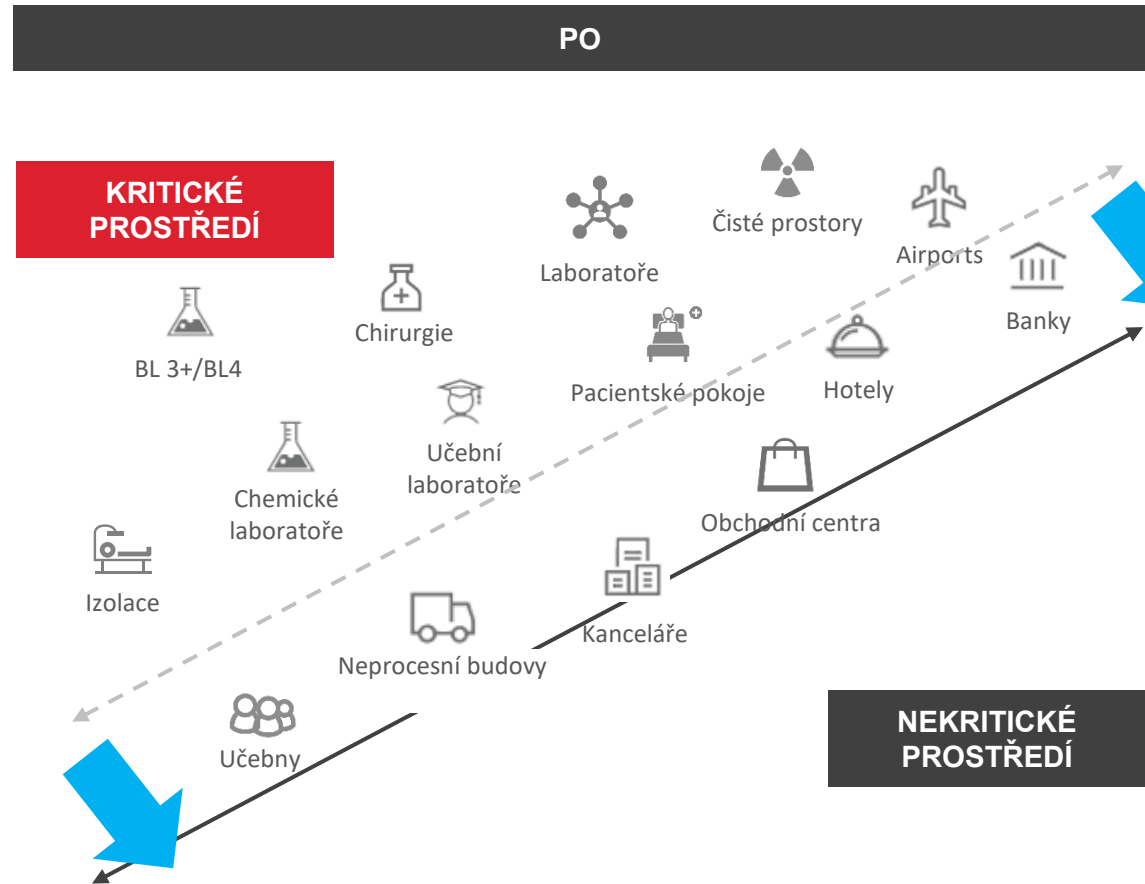 PO
KRITICKÉ
PROSTŘEDÍ
Čisté prostory
Airports
Laboratoře
Banky
Chirurgie
BL 3+/BL4
Pacientské pokoje
Hotely
Učební
laboratoře
Chemické
laboratoře
Obchodní centra
Izolace
Kanceláře
Neprocesní budovy
NEKRITICKÉ
PROSTŘEDÍ
Učebny